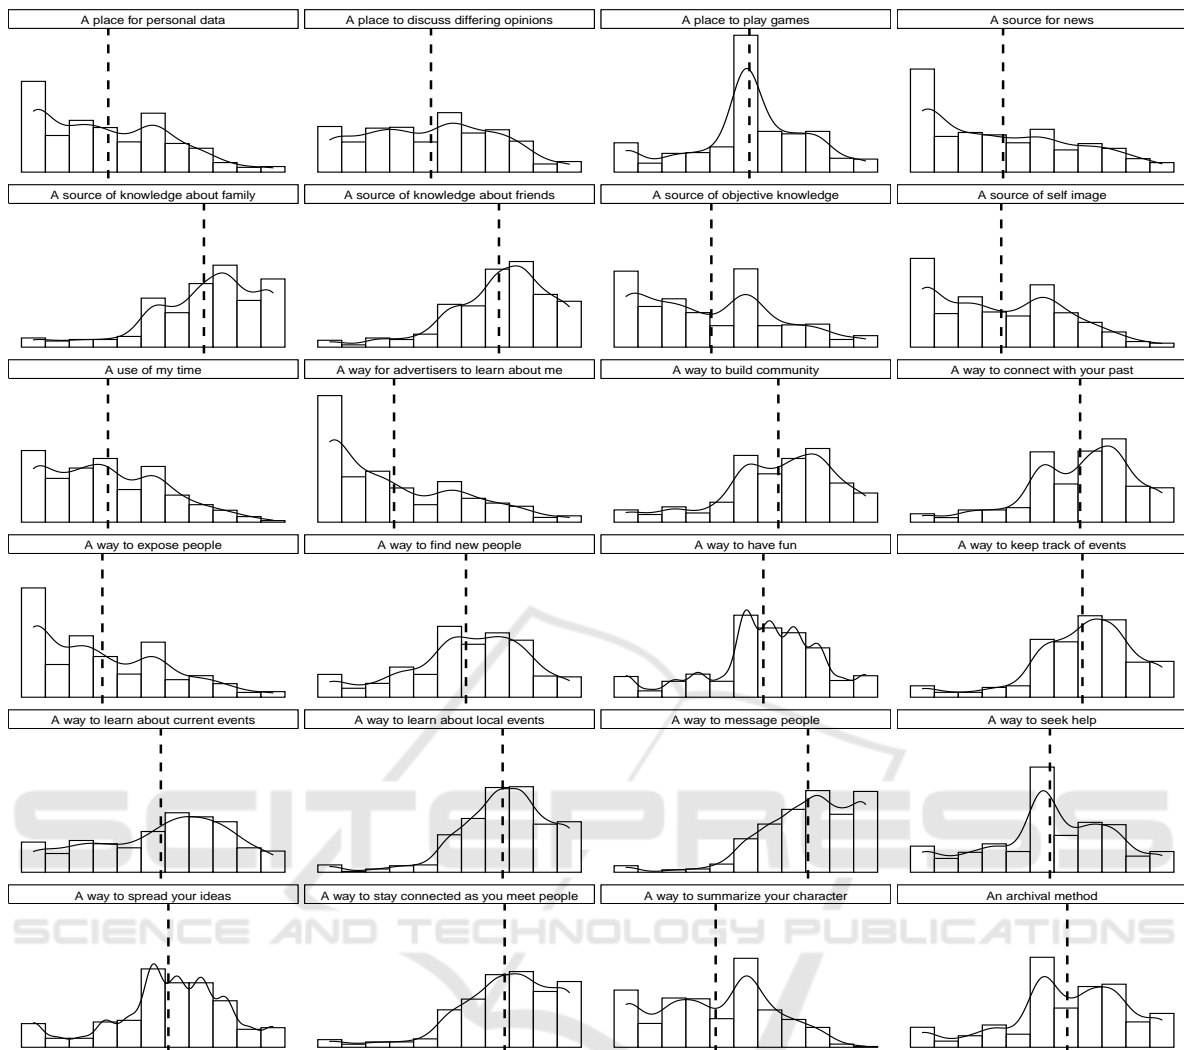 A place for personal data
A place to discuss differing opinions
A place to play games
A source for news
A source of knowledge about family
A source of knowledge about friends
A source of objective knowledge
A source of self image
A use of my time
A way for advertisers to learn about me
A way to build community
A way to connect with your past
A way to expose people
A way to find new people
A way to have fun
A way to keep track of events
A way to learn about current events
A way to learn about local events
A way to message people
A way to seek help
SCITEPRESS
A way to spread your ideas
A way to stay connected as you meet people
A way to summarize your character
An archival method
SCIENCE AND TECHNOLOGY PUBLICATIONS